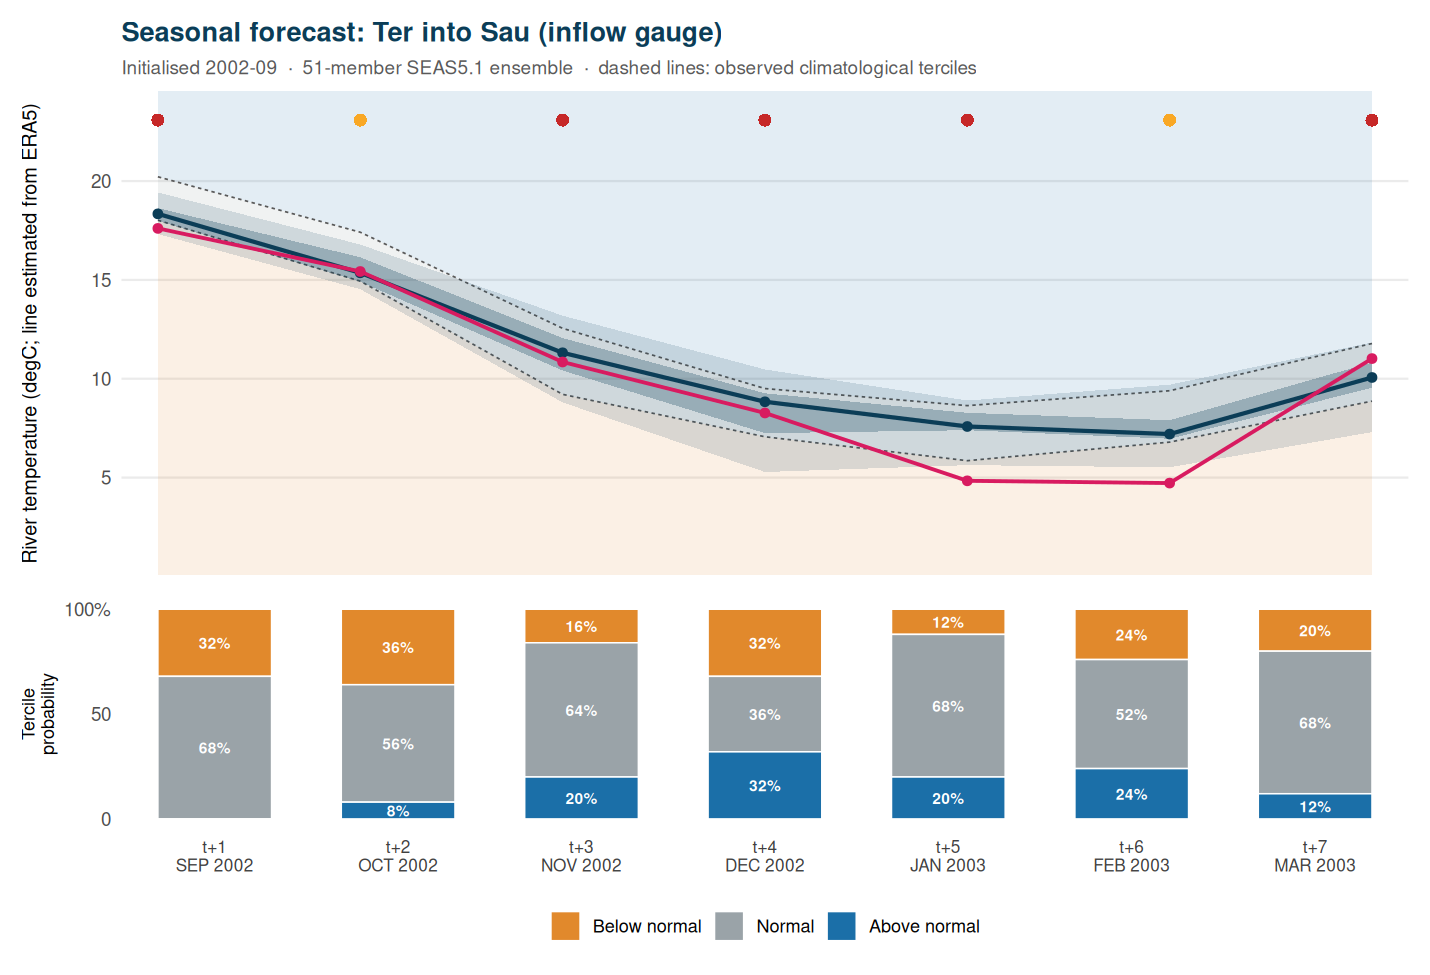 Seasonal forecast: Ter into Sau (inflow gauge)
Initialised 2002-09 · 51-member SEAS5.1 ensemble · dashed lines: observed climatological terciles
River temperature (degC; line estimated from ERA5)
20
15
10
5
Tercile
probability
100%
50
0
32%
68%
36%
56%
8%
16%
64%
20%
32%
36%
32%
12%
68%
20%
24%
52%
24%
20%
68%
12%
t+1
SEP 2002
t+2
OCT 2002
t+3
NOV 2002
t+4
DEC 2002
t+5
JAN 2003
t+6
FEB 2003
t+7
MAR 2003
Below normal
Normal
Above normal